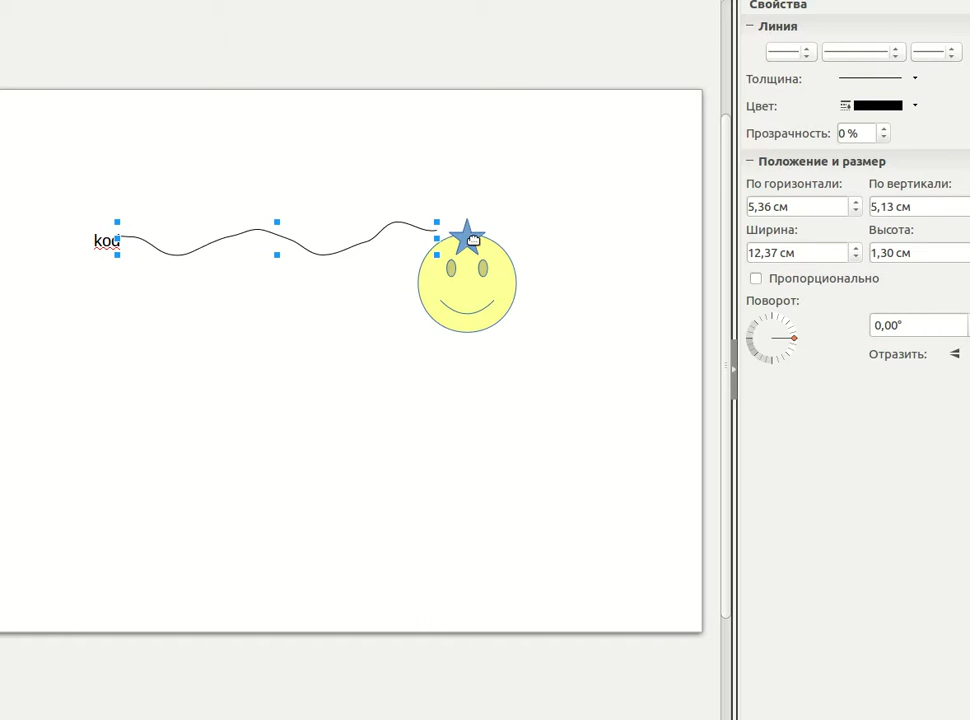 Свойства
Линия
Толщина:
Цвет:
Прозрачность: 0 %
Положение и размер
По горизонтали: По вертикали:
5,36 см 5,13 см
Ширина: Высота:
12,37 см 1,30 см
Пропорционально
Поворот:
0,00°
Отразить:
kod